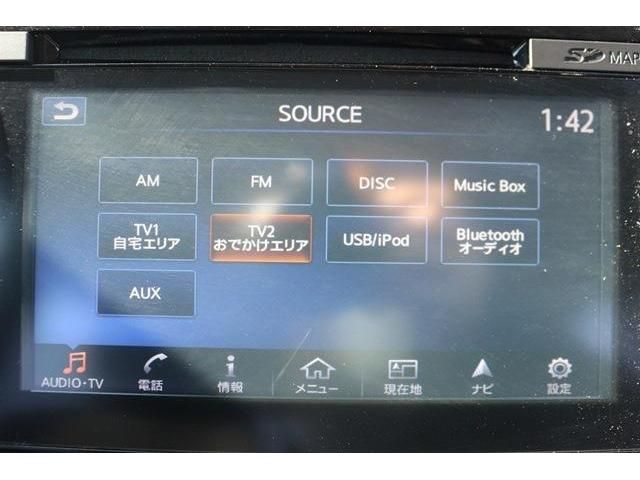 SD MAP
SOURCE
1:42
AM
FM
DISC
Music Box
TV1
自宅エリア
TV2
おでかけエリア
USB/iPod
Bluetooth
オーディオ
AUX
AUDIO・TV
電話
情報
メニュー
現在地
ナビ
設定